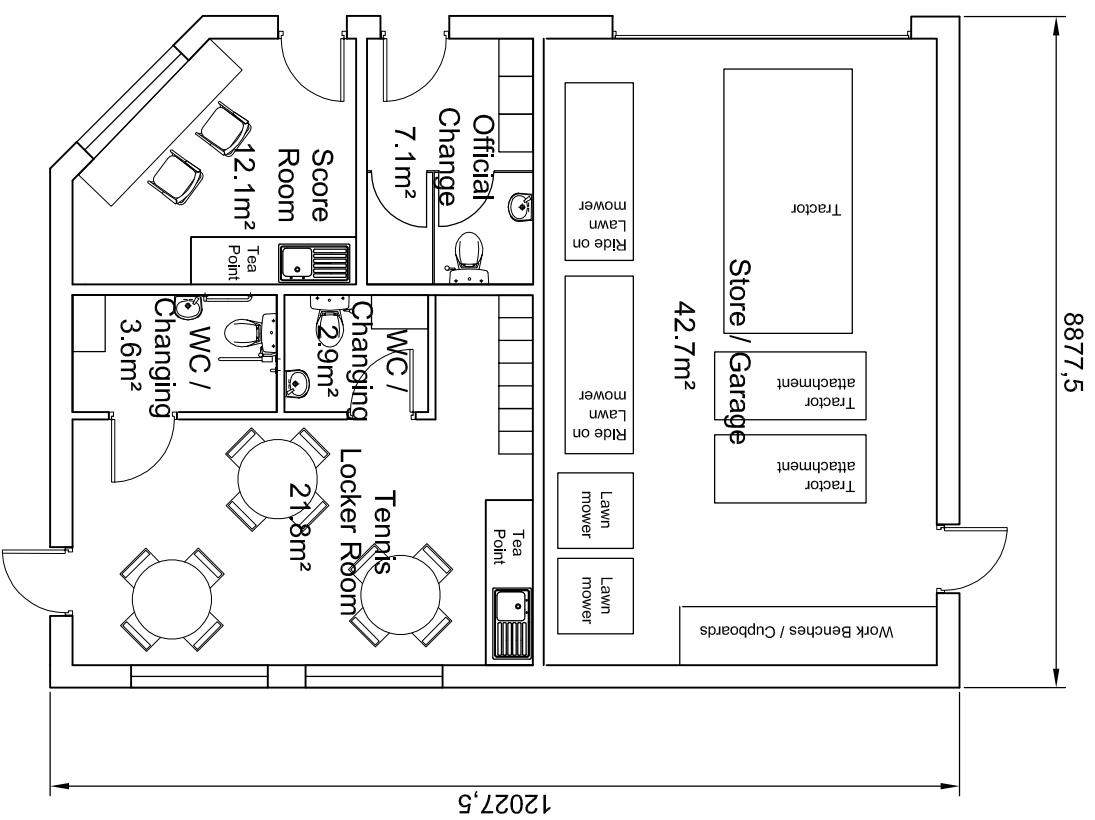 Score
Room
12.1m²
Official
Change
7.1m²
Tea
Point
Ride on
Lawn
mower
Tractor
Store / Garage
42.7m²
8877,5
WC /
Changing
3.6m²
WC /
Changing
2.9m²
Ride on
Lawn
mower
Tractor
attachment
Tractor
attachment
Tennis
Locker Room
21.8m²
Tea
Point
Lawn
mower
Lawn
mower
Work Benches / Cupboards
12027,5